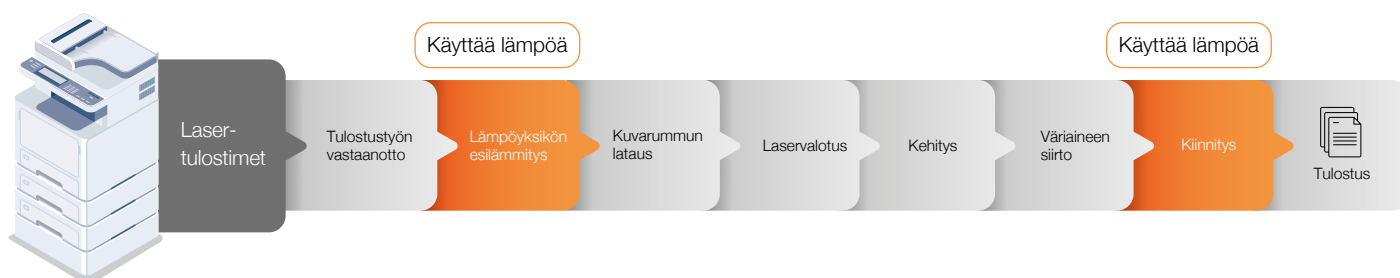 Käyttää lämpöä
Käyttää lämpöä
Laser-
tulostimet
Tulostustyön
vastaanotto
Lämpöyksikön
esilämmitys
Kuvarummun
lataus
Laservalotus
Kehitys
Väriaineen
siirto
Kiinnitys
Tulostus